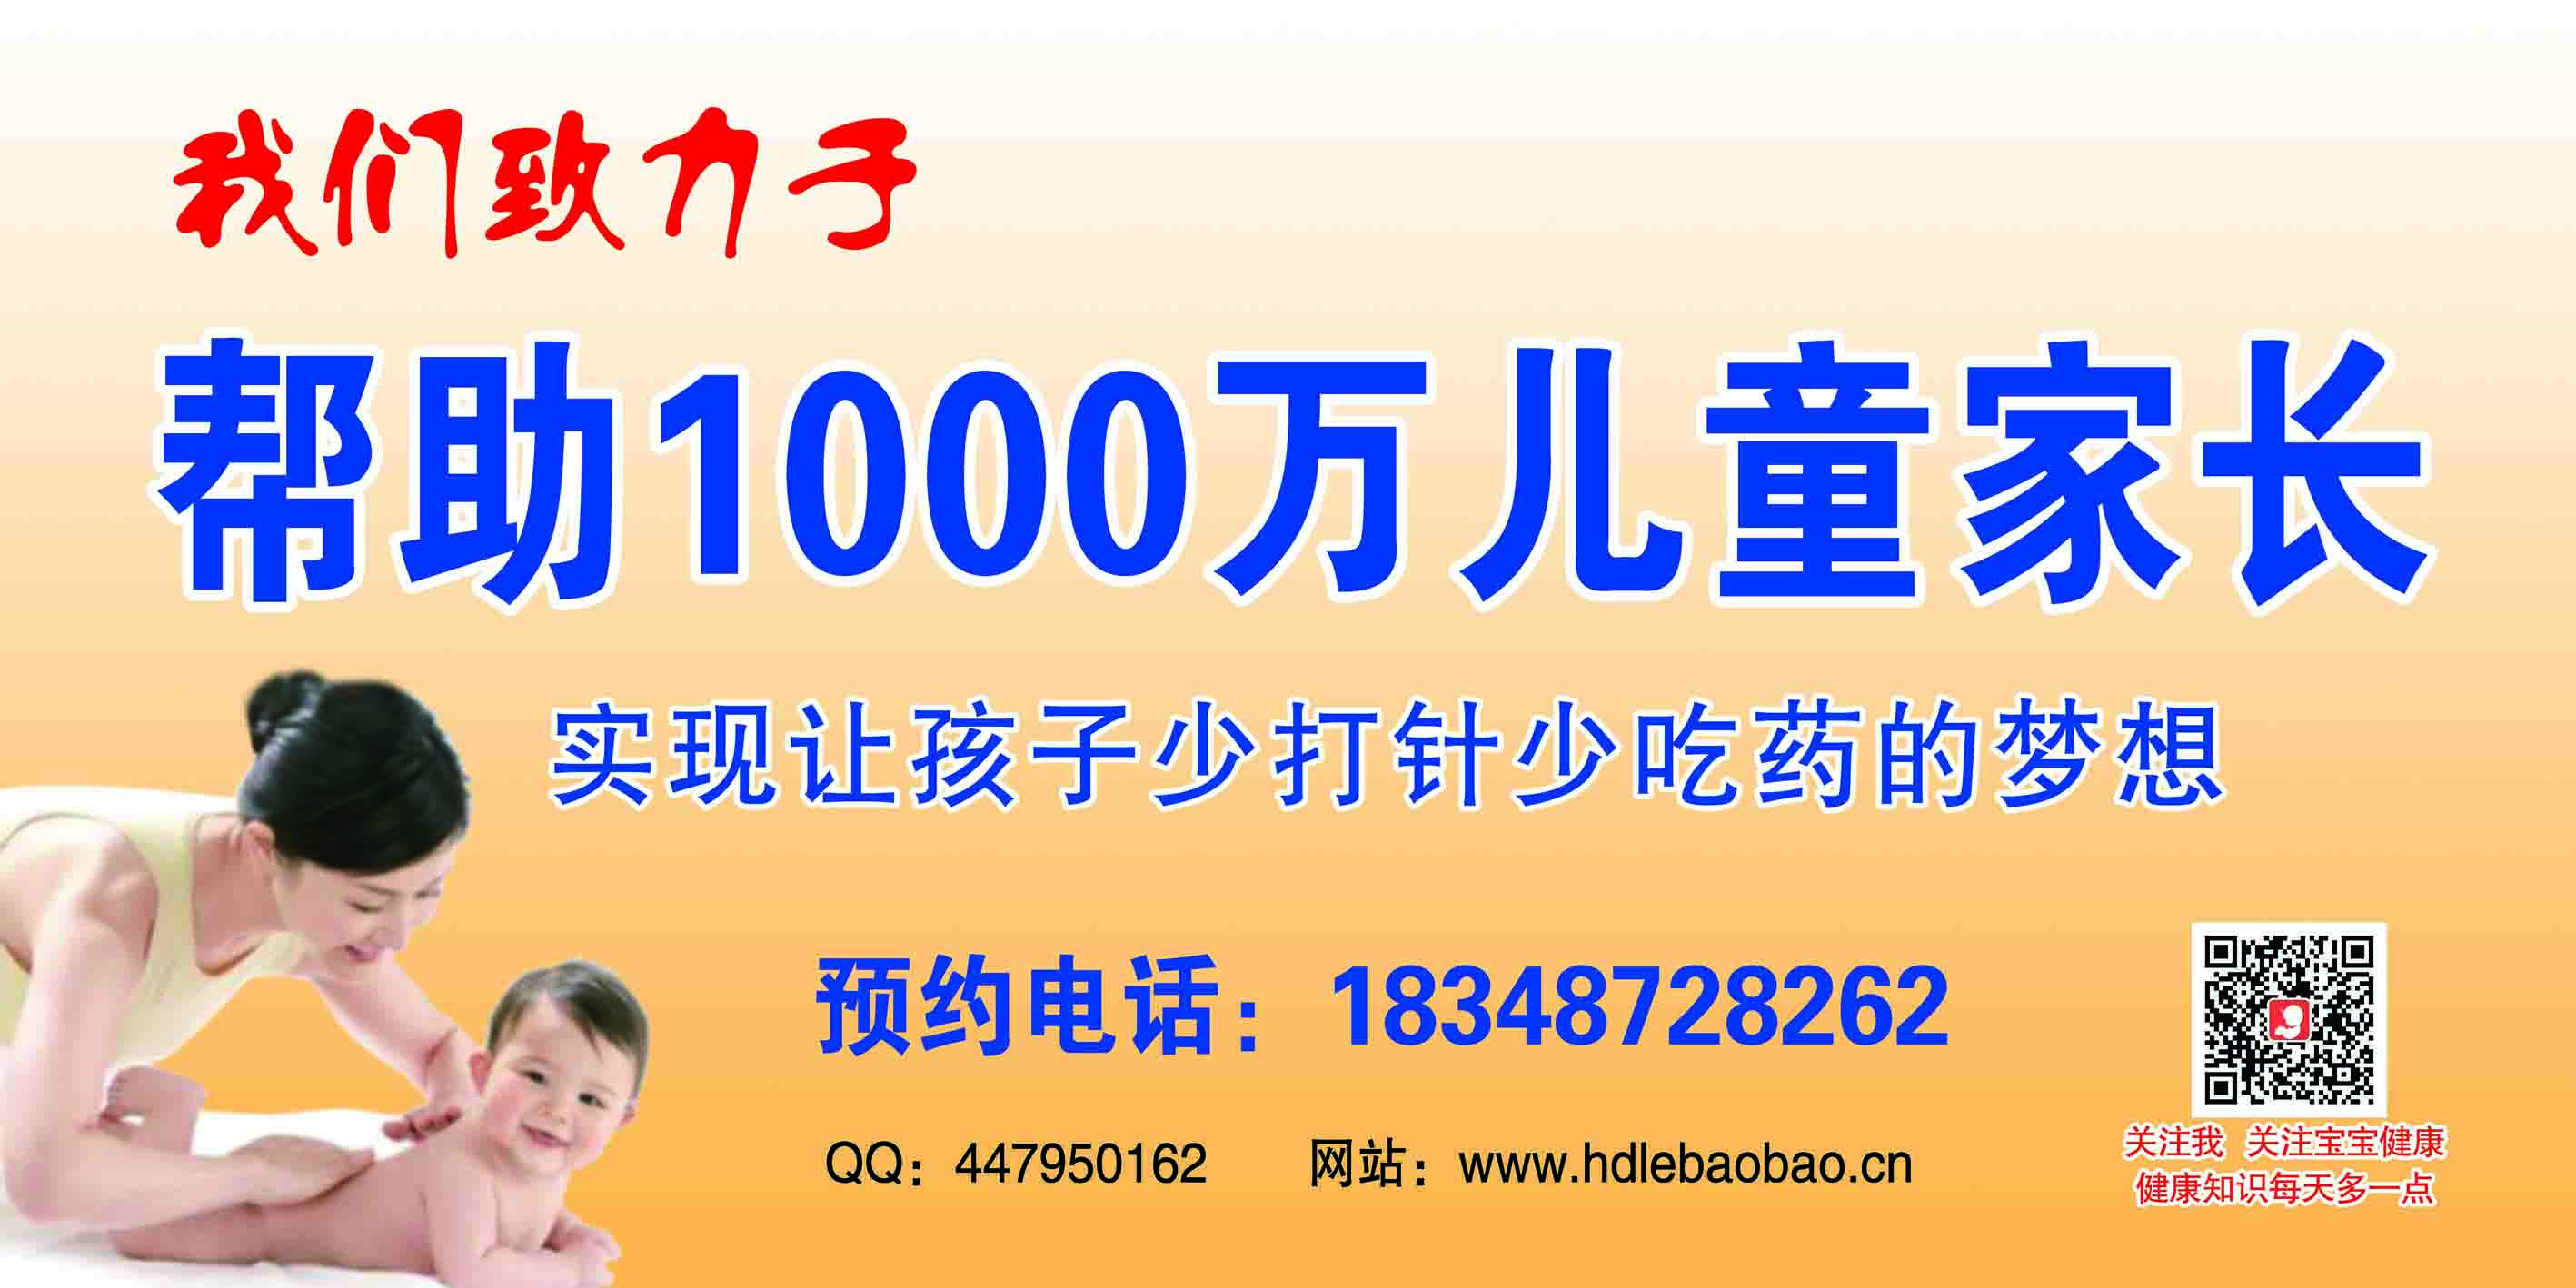 我们致力于
帮助1000万儿童家长
实现让孩子少打针少吃药的梦想
预约电话：18348728262
QQ：447950162 网站：www.hdlebaobao.cn
关注我 关注宝宝健康
健康知识每天多一点